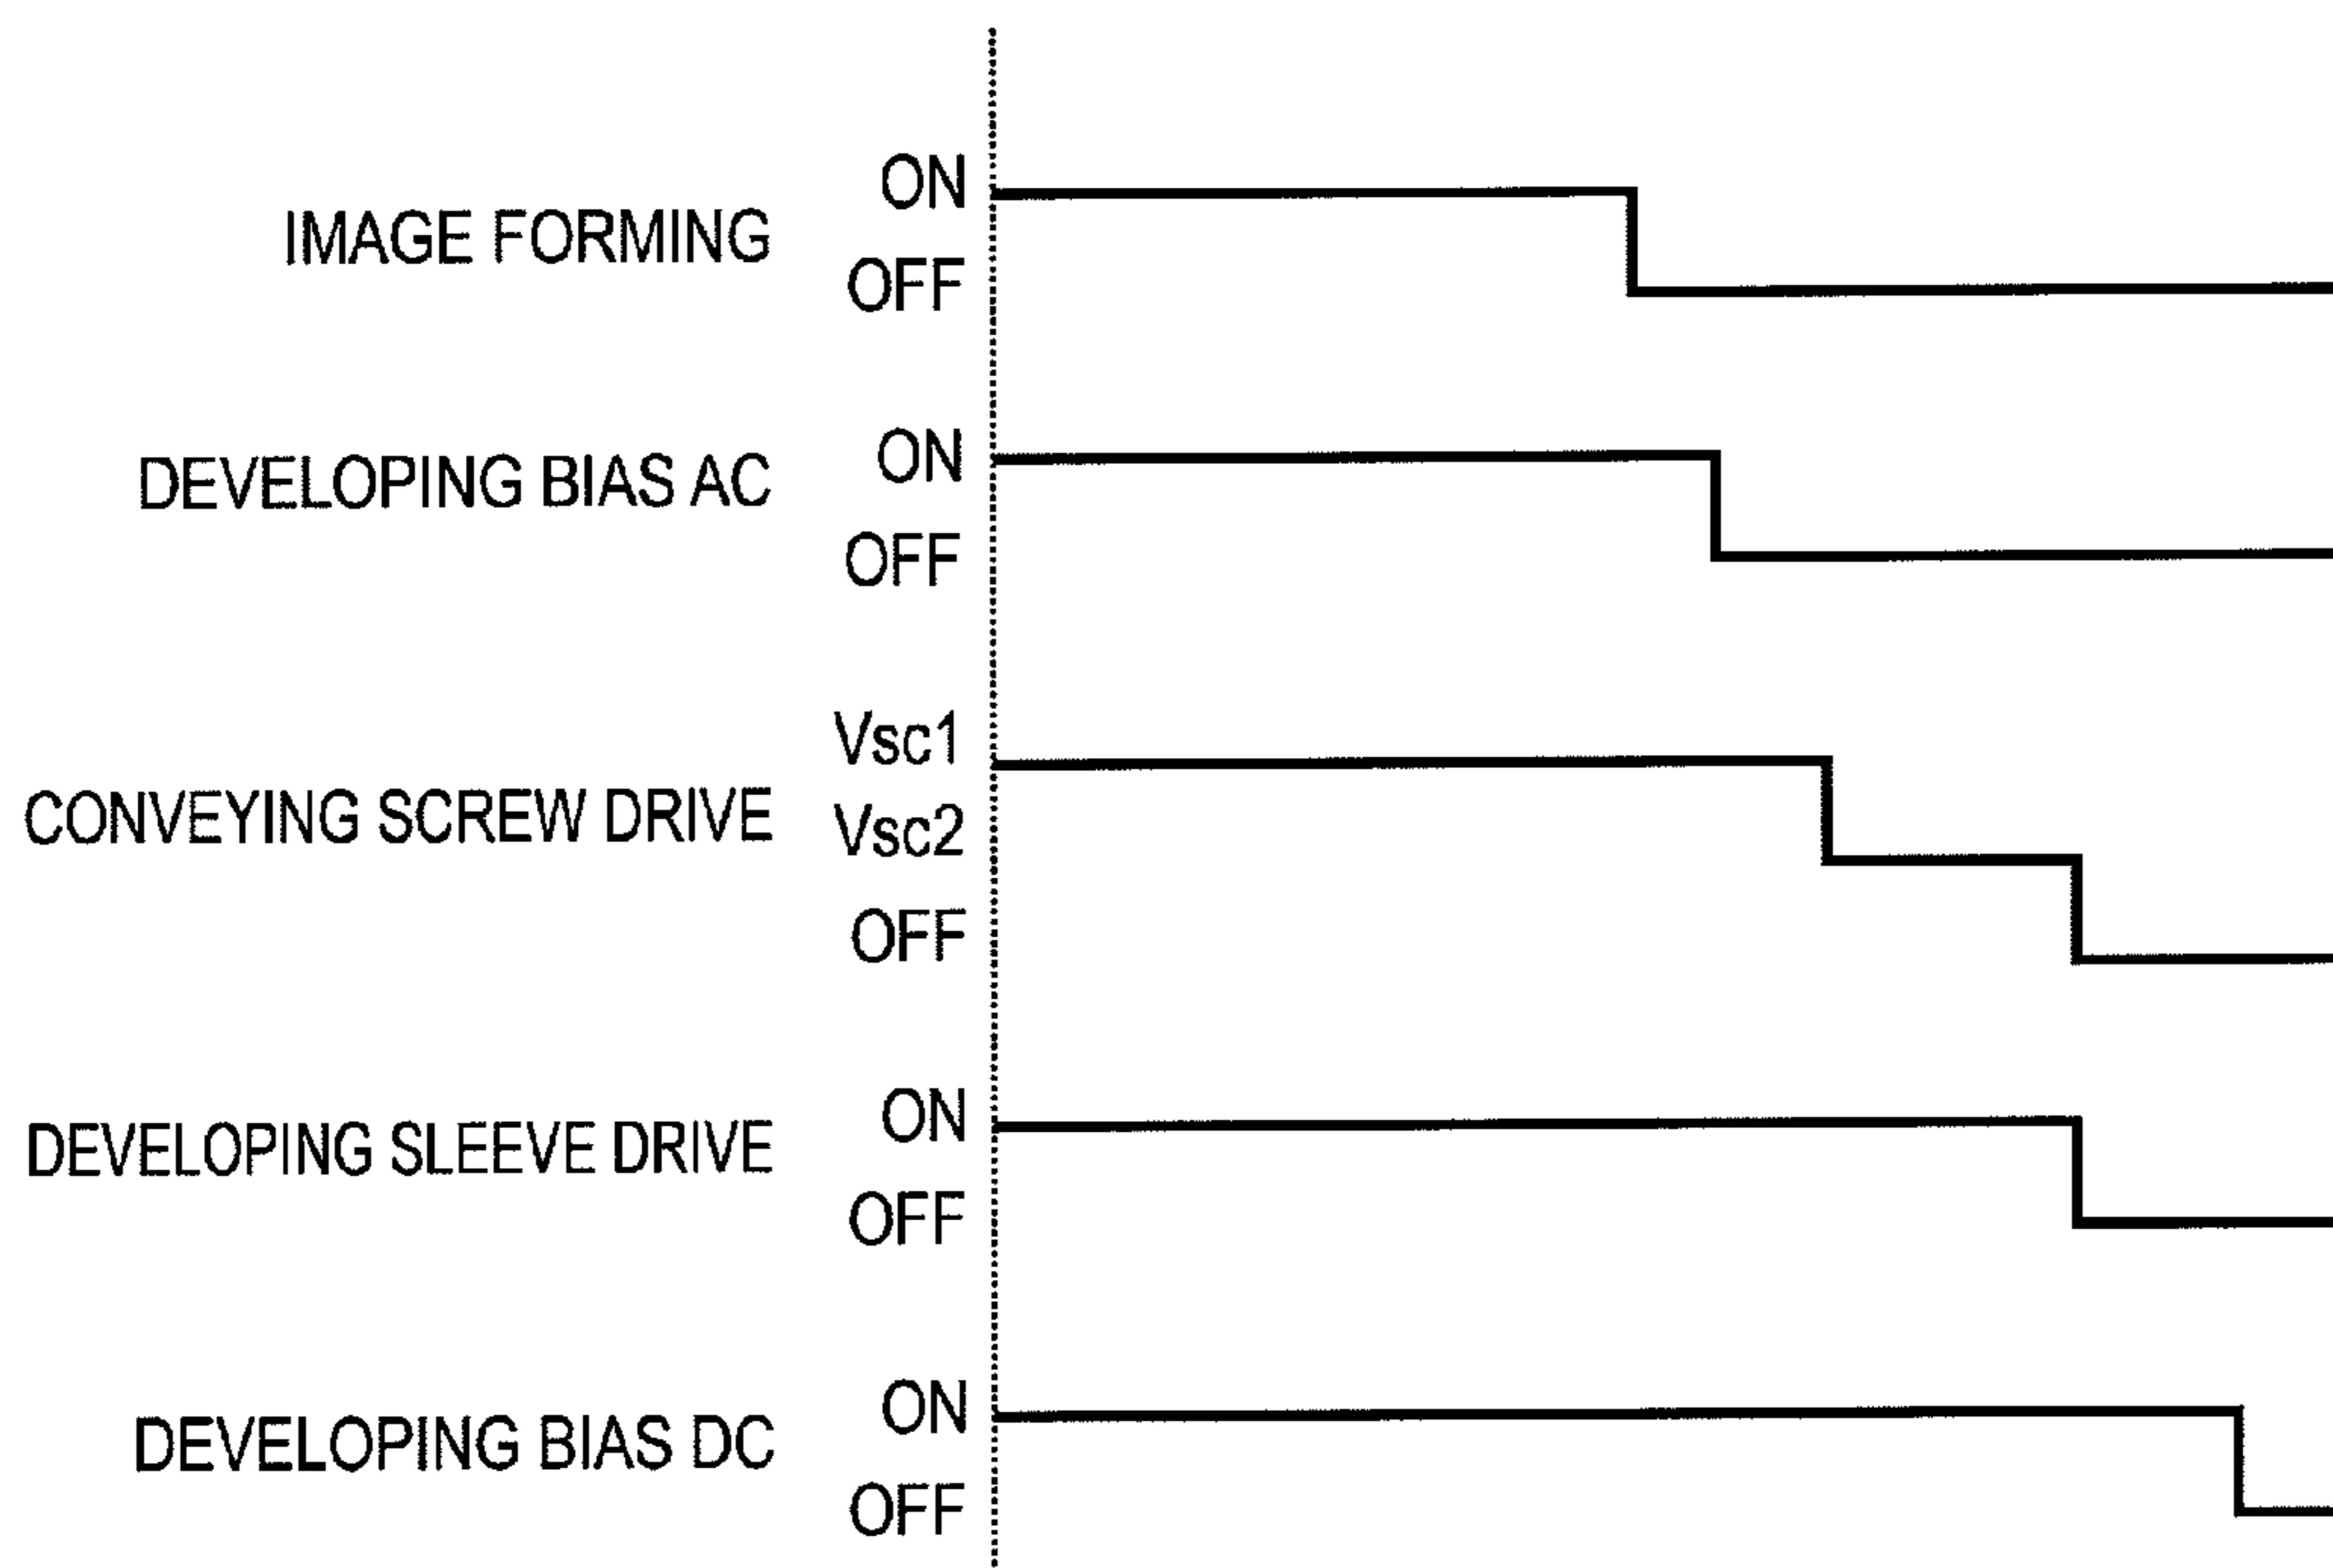 IMAGE FORMING
ON
OFF
DEVELOPING BIAS AC
ON
OFF
CONVEYING SCREW DRIVE
Vsc1
Vsc2
OFF
DEVELOPING SLEEVE DRIVE
ON
OFF
DEVELOPING BIAS DC
ON
OFF